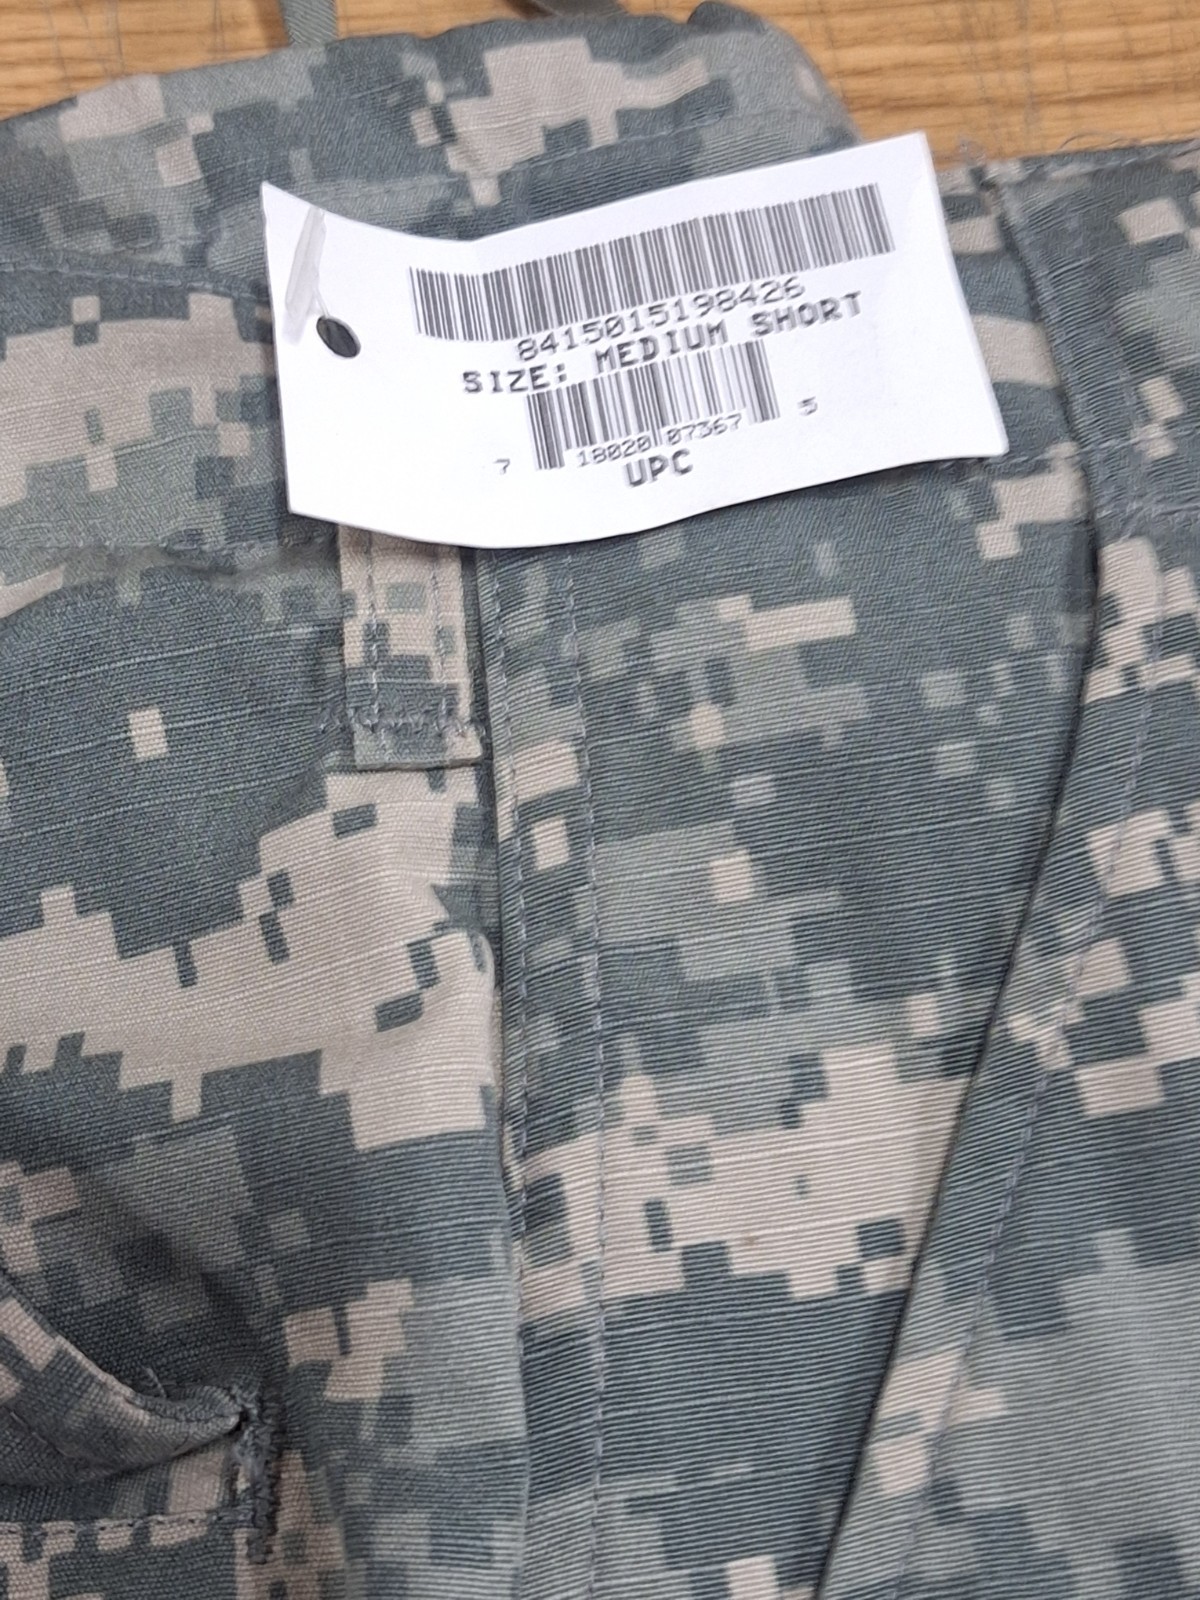 8415015198426
SIZE: MEDIUM SHORT
7 18020 07367 5
UPC